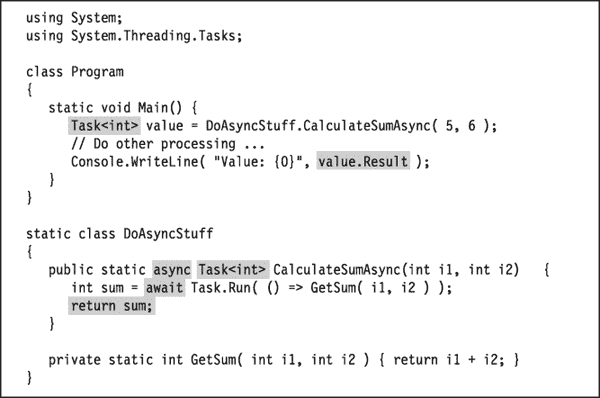 using System;
using System.Threading.Tasks;
class Program
{
static void Main() {
Task<int> value = DoAsyncStuff.CalculateSumAsync( 5, 6 );
// Do other processing ...
Console.WriteLine( "Value: {0}", value.Result );
}
}
static class DoAsyncStuff
{
public static async Task<int> CalculateSumAsync(int i1, int i2) {
int sum = await Task.Run( () => GetSum( i1, i2 ) );
return sum;
}
private static int GetSum( int i1, int i2 ) { return i1 + i2; }
}